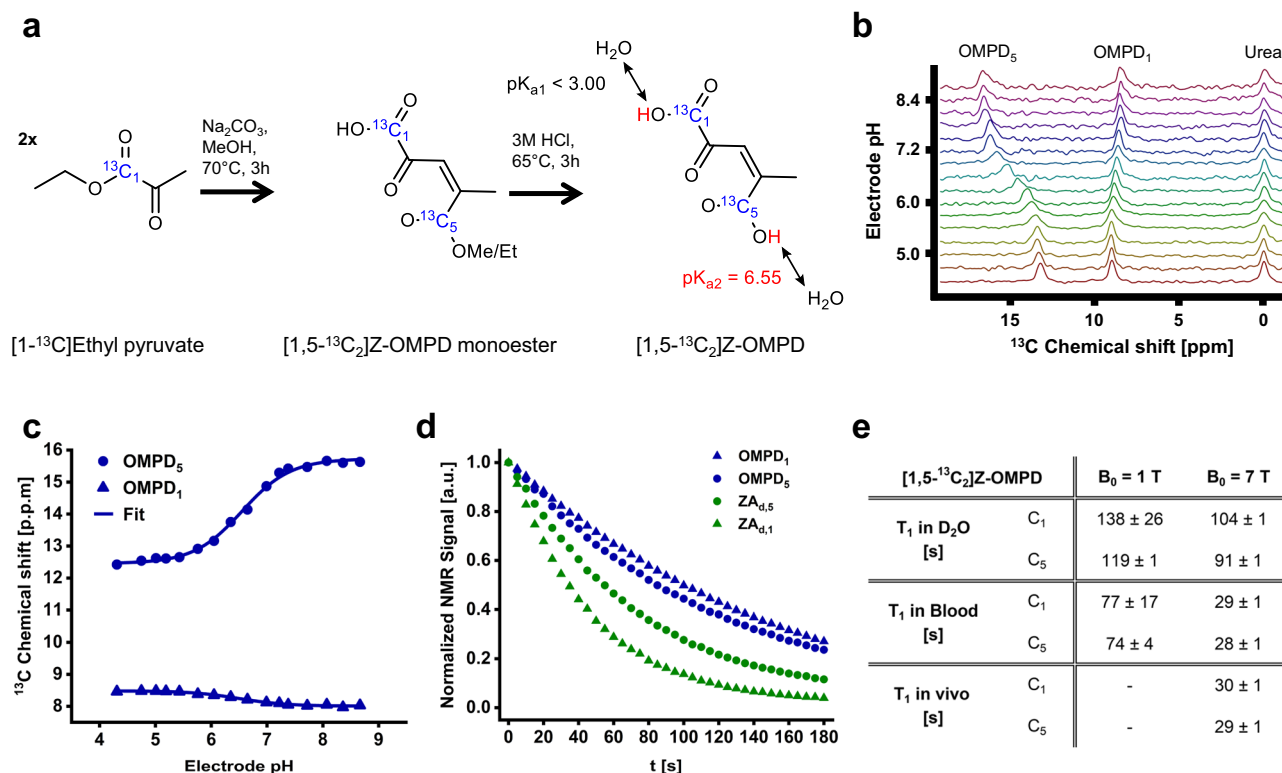 a
2x
O
13C1
O
O
Na2CO3,
MeOH,
70°C, 3h
HO
13C1
O
O
O
13C5
OMe/Et
3M HCl,
65°C, 3h
H2O
pKa1 < 3.00
H
O
13C1
O
O
O
13C5
OH
pKa2 = 6.55
H2O
[1-13C]Ethyl pyruvate
[1,5-13C2]Z-OMPD monoester
[1,5-13C2]Z-OMPD
b
OMPD5 OMPD1 Urea
Electrode pH
8.4
7.2
6.0
5.0
15 10 5 0
13C Chemical shift [ppm]
c
13C Chemical shift [p.p.m]
16
15
14
13
12
11
10
9
8
OMPD5
OMPD1
Fit
4 5 6 7 8 9
Electrode pH
d
Normalized NMR Signal [a.u.]
1.0
0.8
0.6
0.4
0.2
0.0
OMPD1
OMPD5
ZAd,5
ZAd,1
0 20 40 60 80 100 120 140 160 180
t [s]
e
[1,5-13C2]Z-OMPD B0 = 1 T B0 = 7 T
T1 in D2O [s]
C1 138 ± 26 104 ± 1
C5 119 ± 1 91 ± 1
T1 in Blood [s]
C1 77 ± 17 29 ± 1
C5 74 ± 4 28 ± 1
T1 in vivo [s]
C1 - 30 ± 1
C5 - 29 ± 1